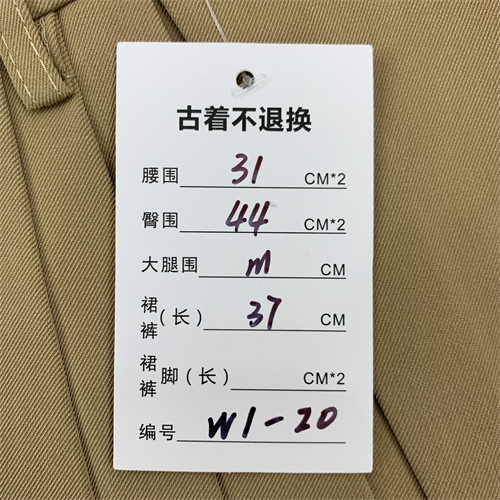 古着不退换
腰围 31 CM*2
臀围 44 CM*2
大腿围 m CM
裙裤(长) 37 CM
裙裤脚(长) CM*2
编号 W1-20